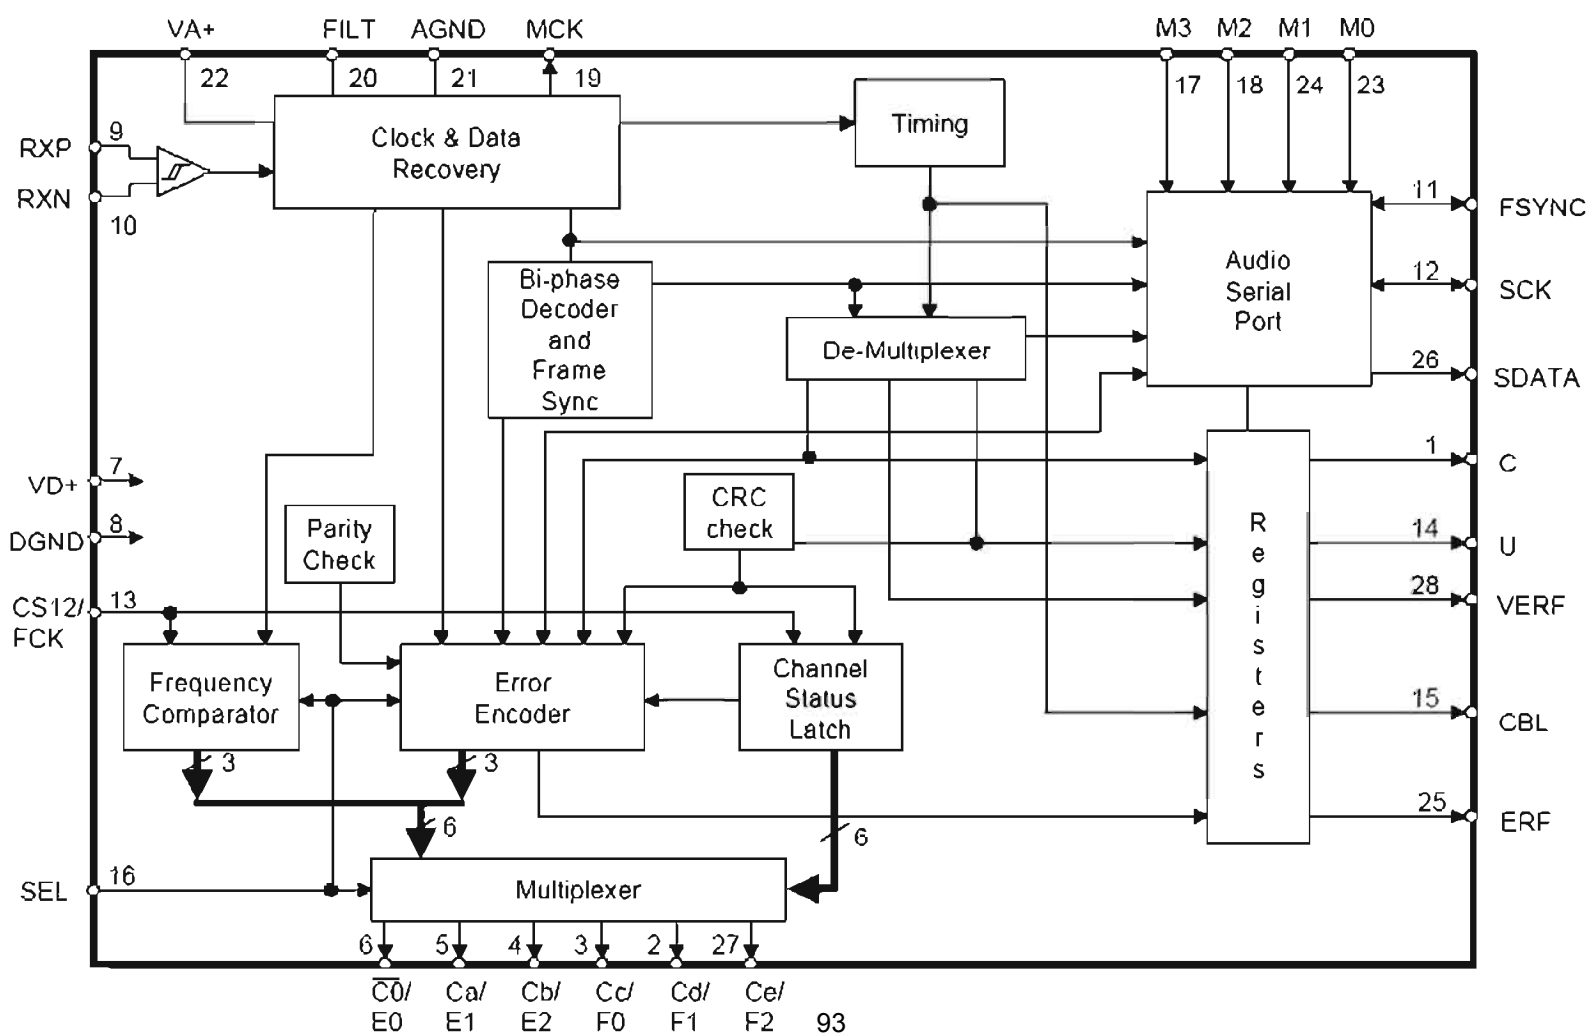 VA+ FILT AGND MCK M3 M2 M1 M0
22 20 21 19 17 18 24 23
RXP 9
RXN 10
Clock & Data
Recovery
Timing
Bi-phase
Decoder
and
Frame
Sync
De-Multiplexer
Audio
Serial
Port
11 FSYNC
12 SCK
26 SDATA
VD+ 7
DGND 8
CS12/ 13
FCK
Parity
Check
CRC
check
Registers
1 C
14 U
28 VERF
15 CBL
25 ERF
Frequency
Comparator
Error
Encoder
Channel
Status
Latch
3 3
6 6
SEL 16
Multiplexer
6 5 4 3 2 27
C̅0̅/ Ca/ Cb/ Cc/ Cd/ Ce/
E0 E1 E2 F0 F1 F2 93